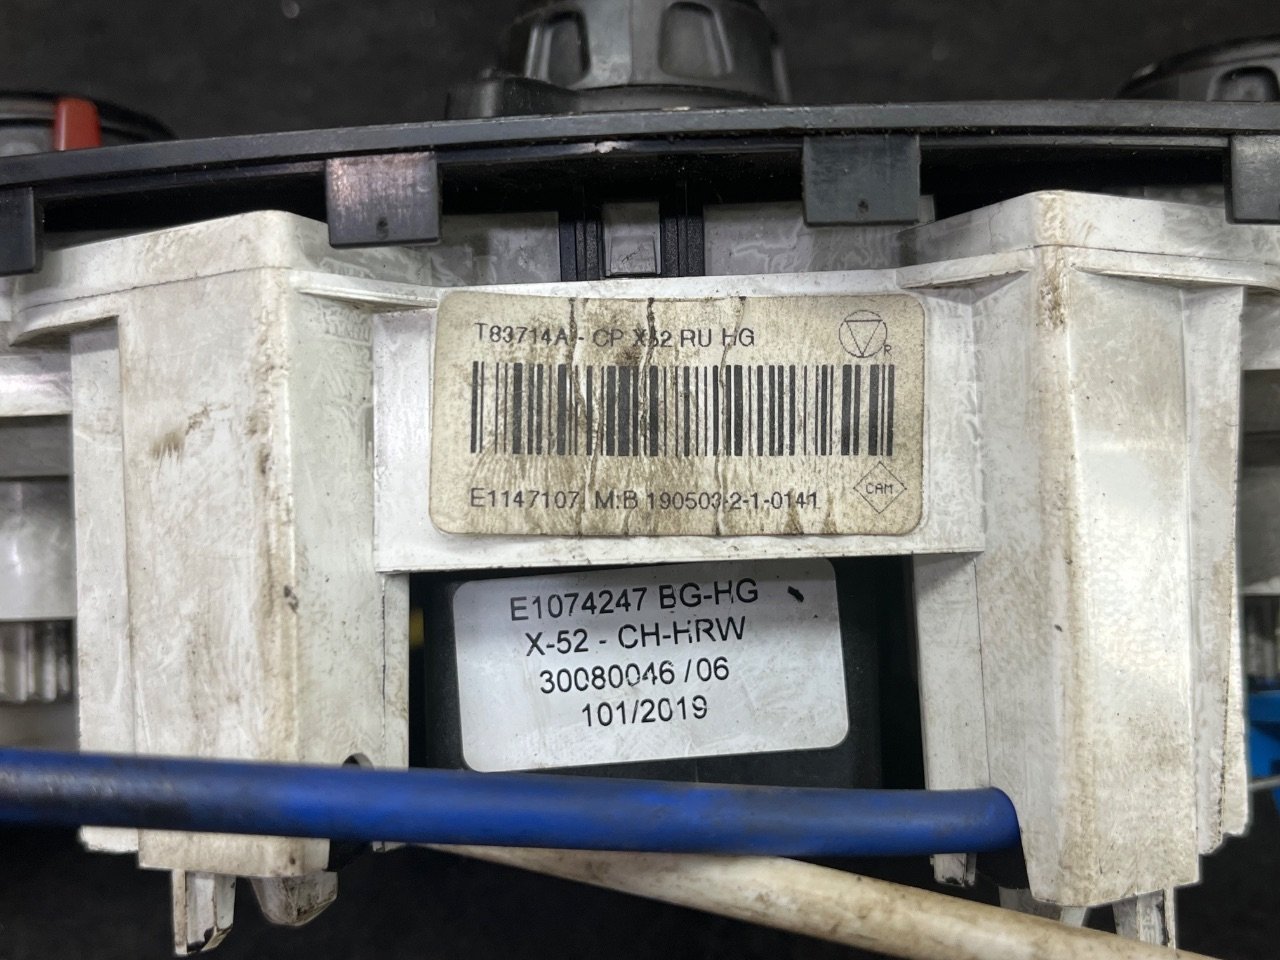 T83714A - CP X52 RU HG
R
E1147107 M:B 190503-2-1-0141
CAM
E1074247 BG-HG
X-52 - CH-HRW
30080046 /06
101/2019